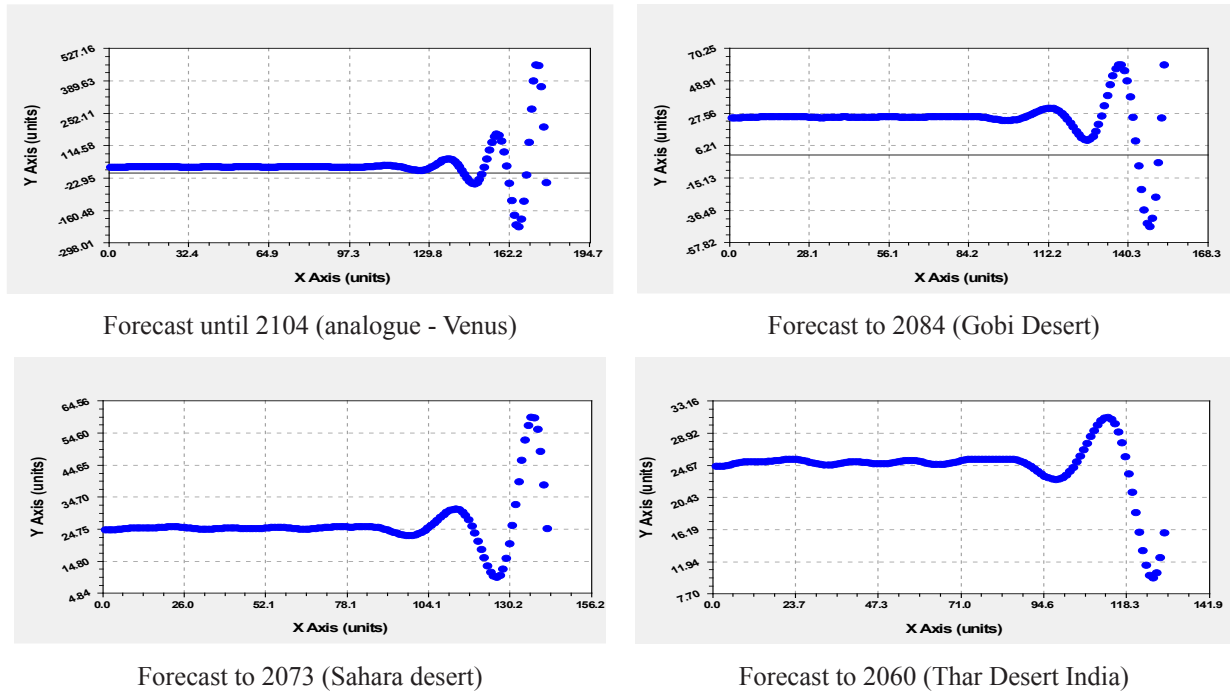 527.16
389.63
252.11
114.58
-22.95
-160.48
-298.01
Y Axis (units)
0.0 32.4 64.9 97.3 129.8 162.2 194.7
X Axis (units)
Forecast until 2104 (analogue - Venus)
70.25
48.91
27.56
6.21
-15.13
-36.48
-57.82
Y Axis (units)
0.0 28.1 56.1 84.2 112.2 140.3 168.3
X Axis (units)
Forecast to 2084 (Gobi Desert)
64.56
54.60
44.65
34.70
24.75
14.80
4.84
Y Axis (units)
0.0 26.0 52.1 78.1 104.1 130.2 156.2
X Axis (units)
Forecast to 2073 (Sahara desert)
33.16
28.92
24.67
20.43
16.19
11.94
7.70
Y Axis (units)
0.0 23.7 47.3 71.0 94.6 118.3 141.9
X Axis (units)
Forecast to 2060 (Thar Desert India)